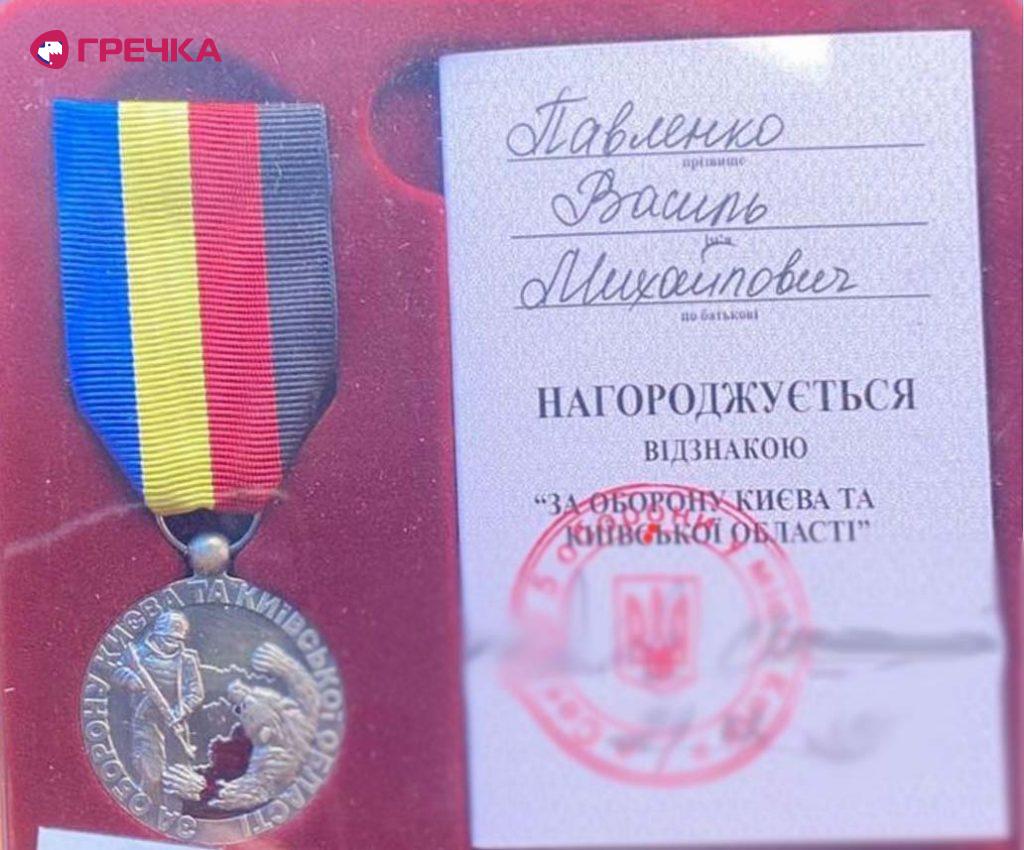 ГРЕЧКА
Павленко
прізвище
Василь
ім'я
Михайлович
по батькові
НАГОРОДЖУЄТЬСЯ
ВІДЗНАКОЮ
“ЗА ОБОРОНУ КИЄВА ТА
КИЇВСЬКОЇ ОБЛАСТІ”
ЗА ОБОРОНУ КИЄВА ТА КИЇВСЬКОЇ ОБЛАСТІ